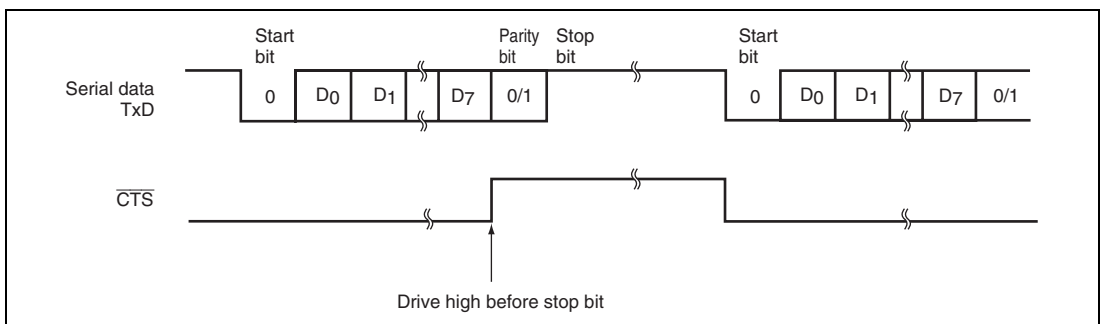 Start bit
Parity bit
Stop bit
Start bit
Serial data TxD
0
D0
D1
D7
0/1
0
D0
D1
D7
0/1
CTS
Drive high before stop bit